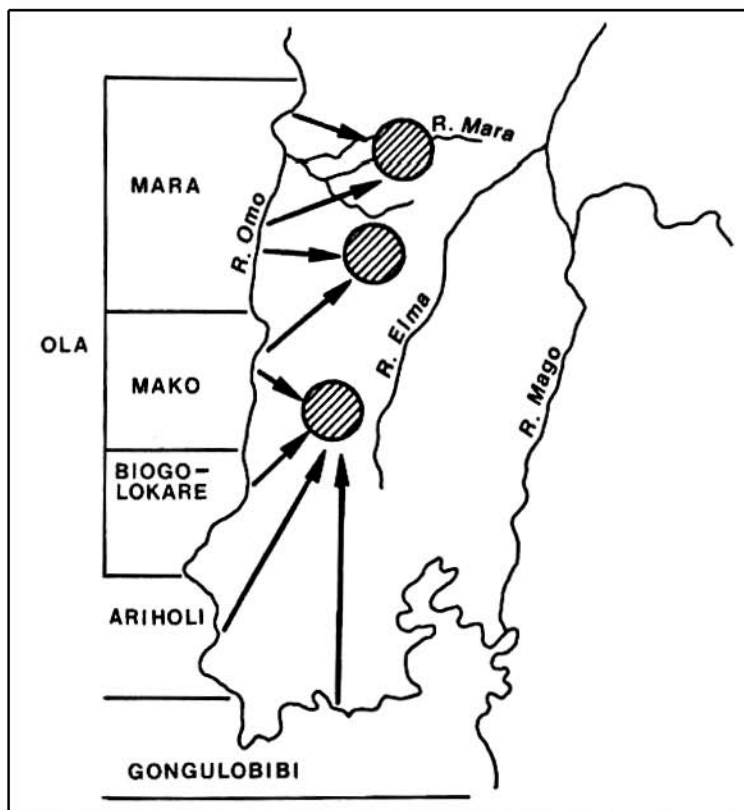 R. Mara
MARA
R. Omo
OLA
R. Elma
MAKO
R. Mago
BIOGO–
LOKARE
ARIHOLI
GONGULOBIBI